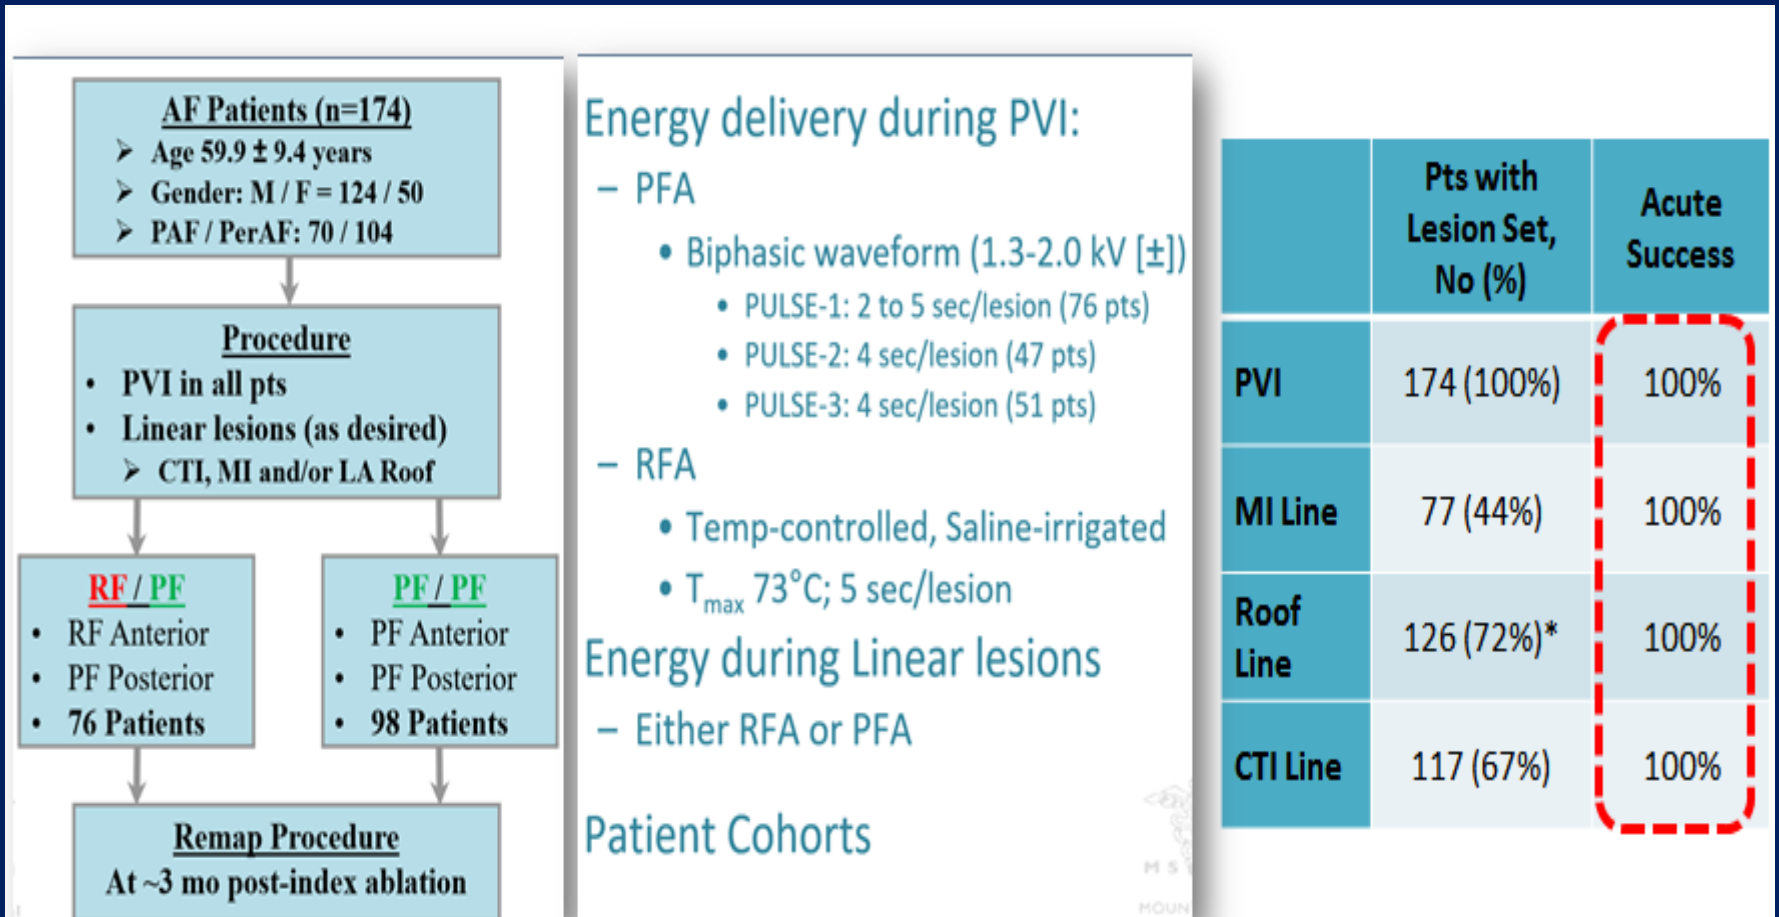 AF Patients (n=174)
➢ Age 59.9 ± 9.4 years
➢ Gender: M / F = 124 / 50
➢ PAF / PerAF: 70 / 104
Procedure
• PVI in all pts
• Linear lesions (as desired)
➢ CTI, MI and/or LA Roof
RF / PF
• RF Anterior
• PF Posterior
• 76 Patients
PF / PF
• PF Anterior
• PF Posterior
• 98 Patients
Remap Procedure
At ~3 mo post-index ablation
Energy delivery during PVI:
– PFA
• Biphasic waveform (1.3-2.0 kV [±])
• PULSE-1: 2 to 5 sec/lesion (76 pts)
• PULSE-2: 4 sec/lesion (47 pts)
• PULSE-3: 4 sec/lesion (51 pts)
– RFA
• Temp-controlled, Saline-irrigated
• Tmax 73°C; 5 sec/lesion
Energy during Linear lesions
– Either RFA or PFA
Patient Cohorts
M S
MOUN
Pts with
Lesion Set,
No (%)
Acute
Success
PVI 174 (100%) 100%
MI Line 77 (44%) 100%
Roof
Line 126 (72%)* 100%
CTI Line 117 (67%) 100%